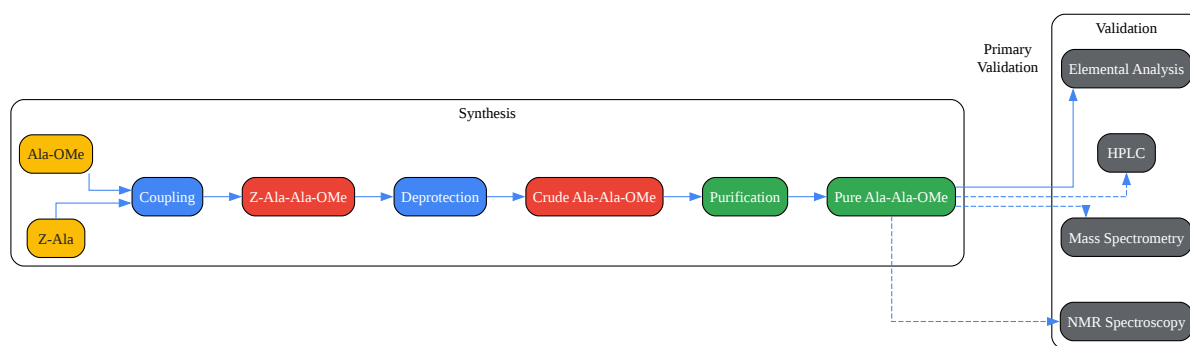 Validation
Primary
Validation
Elemental Analysis
Synthesis
Ala-OMe
HPLC
Coupling
Z-Ala-Ala-OMe
Deprotection
Crude Ala-Ala-OMe
Purification
Pure Ala-Ala-OMe
Z-Ala
Mass Spectrometry
NMR Spectroscopy